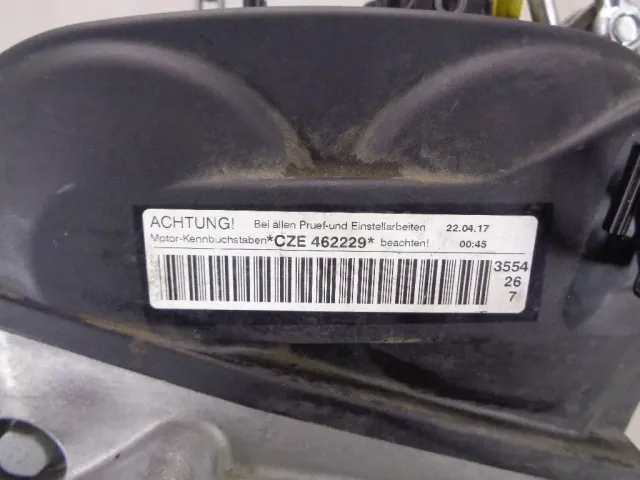 ACHTUNG! Bei allen Pruef-und Einstellarbeiten 22.04.17
Motor-Kennbuchstaben *CZE 462229* beachten! 00:45
3554
26
7